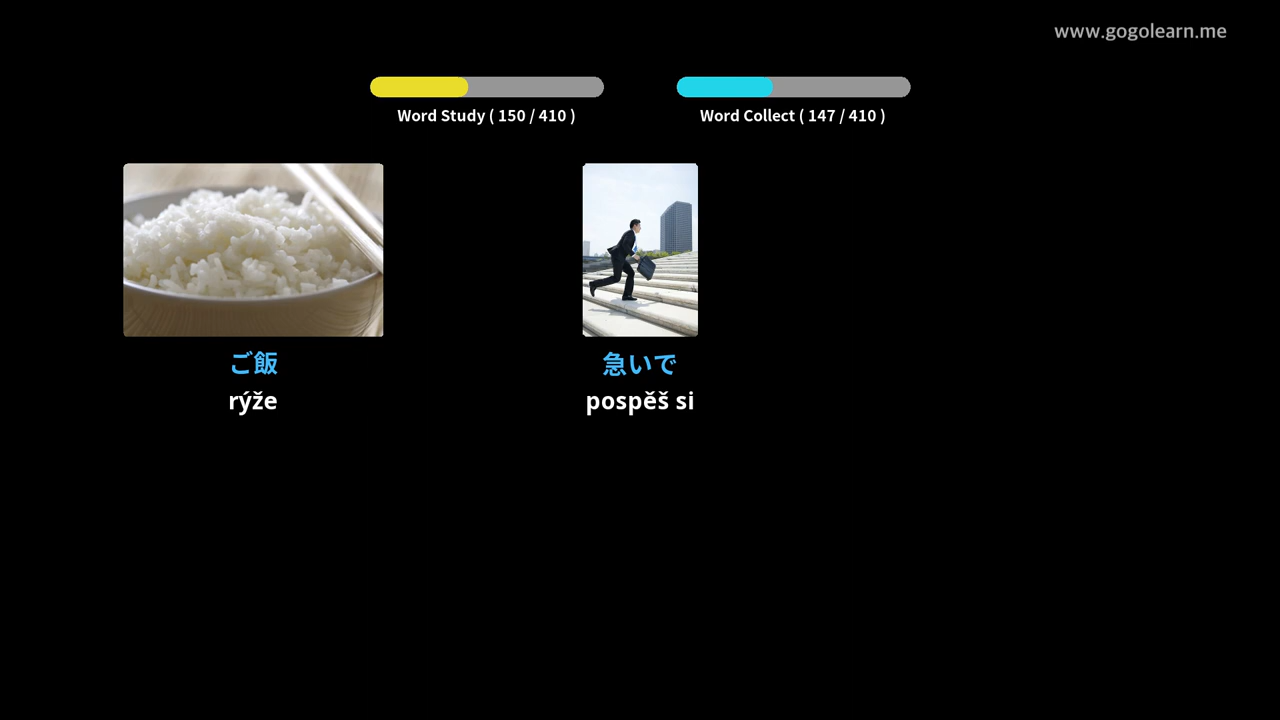 www.gogolearn.me
Word Study ( 150 / 410 )
Word Collect ( 147 / 410 )
ご飯
rýže
急いで
pospěš si